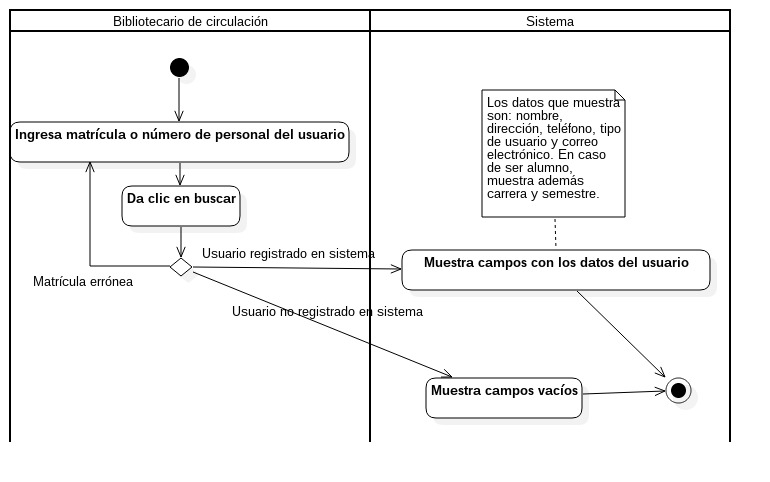 Bibliotecario de circulación
Sistema
Los datos que muestra
son: nombre,
dirección, teléfono, tipo
de usuario y correo
electrónico. En caso
de ser alumno,
muestra además
carrera y semestre.
Ingresa matrícula o número de personal del usuario
Da clic en buscar
Usuario registrado en sistema
Muestra campos con los datos del usuario
Matrícula errónea
Usuario no registrado en sistema
Muestra campos vacíos